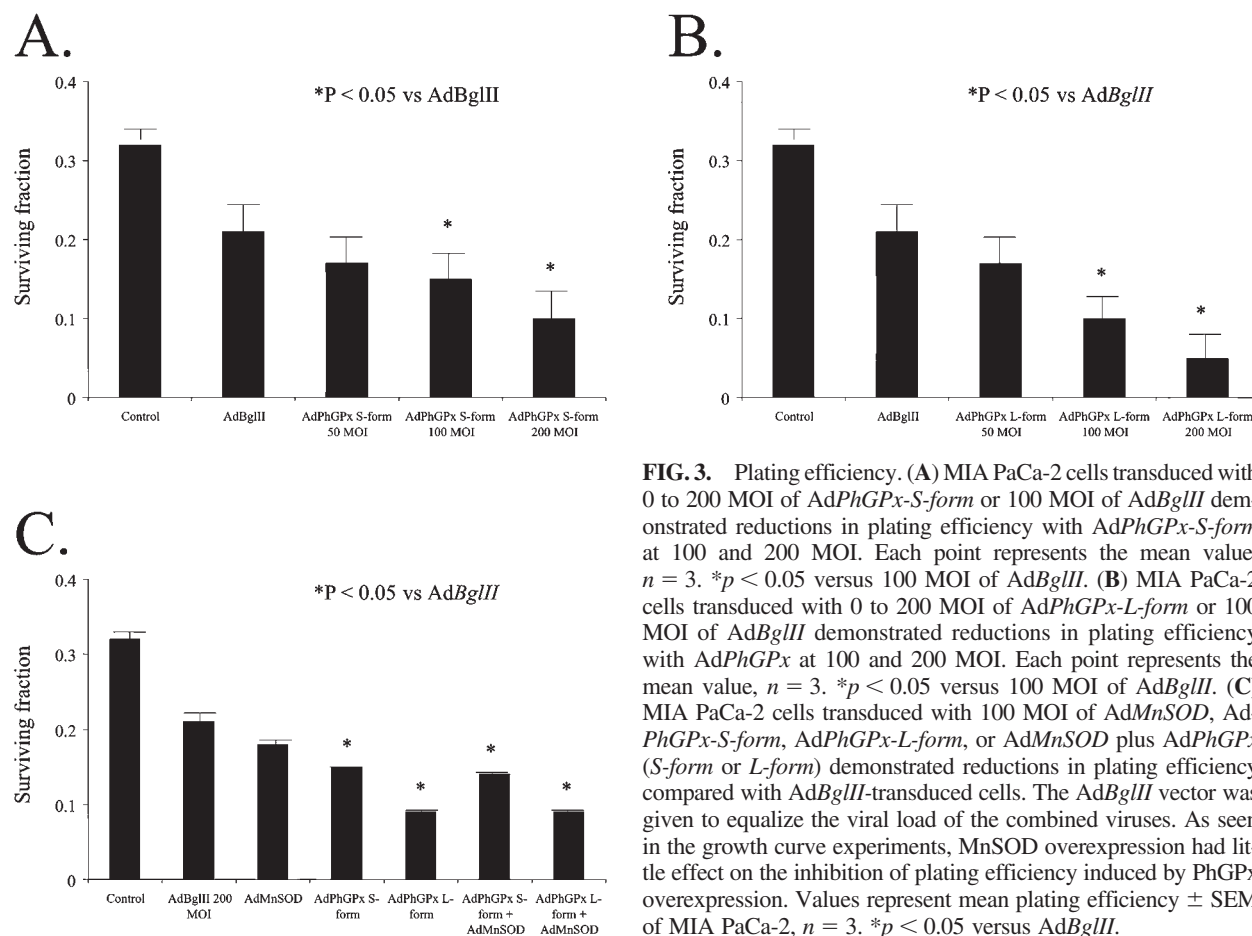 A.
*P < 0.05 vs AdBglII
0.4
0.3
0.2
0.1
0
Surviving fraction
*
*
Control
AdBglII
AdPhGPx S-form
50 MOI
AdPhGPx S-form
100 MOI
AdPhGPx S-form
200 MOI
B.
*P < 0.05 vs AdBglII
0.4
0.3
0.2
0.1
0
Surviving fraction
*
*
Control
AdBglII
AdPhGPx L-form
50 MOI
AdPhGPx L-form
100 MOI
AdPhGPx L-form
200 MOI
C.
*P < 0.05 vs AdBglII
0.4
0.3
0.2
0.1
0
Surviving fraction
*
*
*
*
Control
AdBglII 200
MOI
AdMnSOD
AdPhGPx S-
form
AdPhGPx L-
form
AdPhGPx S-
form +
AdMnSOD
AdPhGPx L-
form +
AdMnSOD
FIG. 3. Plating efficiency. (A) MIA PaCa-2 cells transduced with
0 to 200 MOI of AdPhGPx-S-form or 100 MOI of AdBglII dem-
onstrated reductions in plating efficiency with AdPhGPx-S-form
at 100 and 200 MOI. Each point represents the mean value,
n = 3. *p < 0.05 versus 100 MOI of AdBglII. (B) MIA PaCa-2
cells transduced with 0 to 200 MOI of AdPhGPx-L-form or 100
MOI of AdBglII demonstrated reductions in plating efficiency
with AdPhGPx at 100 and 200 MOI. Each point represents the
mean value, n = 3. *p < 0.05 versus 100 MOI of AdBglII. (C)
MIA PaCa-2 cells transduced with 100 MOI of AdMnSOD, Ad-
PhGPx-S-form, AdPhGPx-L-form, or AdMnSOD plus AdPhGPx
(S-form or L-form) demonstrated reductions in plating efficiency
compared with AdBglII-transduced cells. The AdBglII vector was
given to equalize the viral load of the combined viruses. As seen
in the growth curve experiments, MnSOD overexpression had lit-
tle effect on the inhibition of plating efficiency induced by PhGPx
overexpression. Values represent mean plating efficiency ± SEM
of MIA PaCa-2, n = 3. *p < 0.05 versus AdBglII.